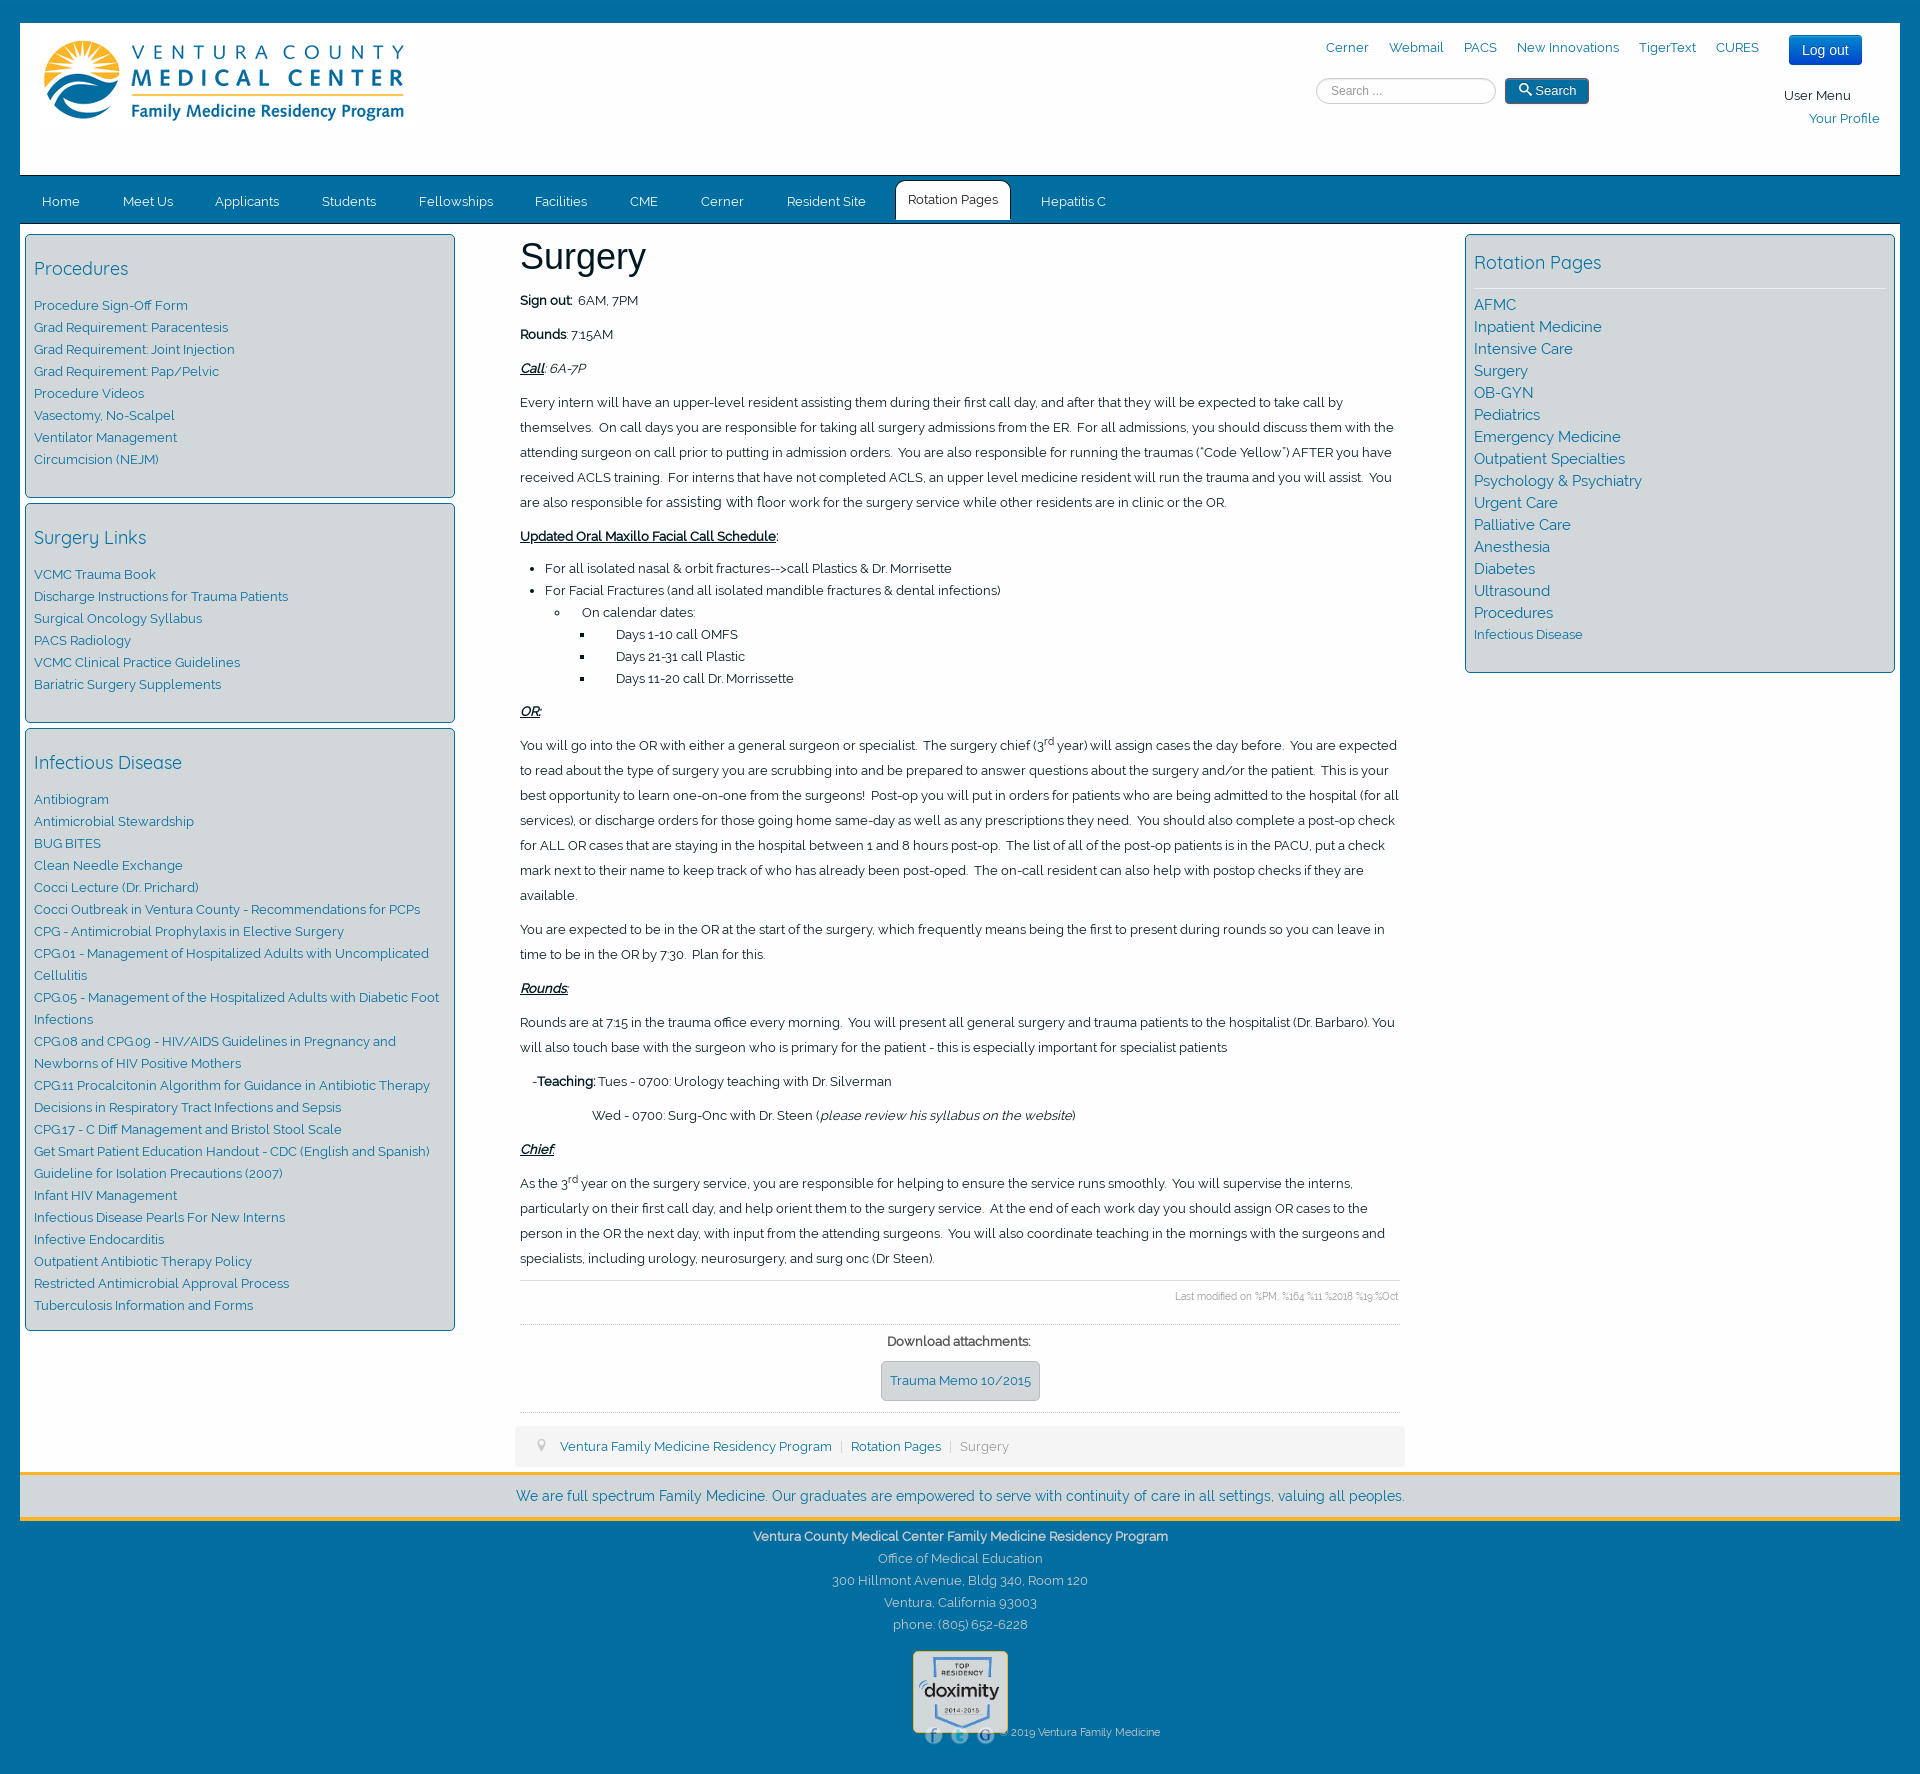 VENTURA COUNTY
MEDICAL CENTER
Family Medicine Residency Program
Cerner Webmail PACS New Innovations TigerText CURES
Log out
Search ...
Search
User Menu
Your Profile
Home Meet Us Applicants Students Fellowships Facilities CME Cerner Resident Site Rotation Pages Hepatitis C
Procedures
Procedure Sign-Off Form
Grad Requirement: Paracentesis
Grad Requirement: Joint Injection
Grad Requirement: Pap/Pelvic
Procedure Videos
Vasectomy, No-Scalpel
Ventilator Management
Circumcision (NEJM)
Surgery Links
VCMC Trauma Book
Discharge Instructions for Trauma Patients
Surgical Oncology Syllabus
PACS Radiology
VCMC Clinical Practice Guidelines
Bariatric Surgery Supplements
Infectious Disease
Antibiogram
Antimicrobial Stewardship
BUG BITES
Clean Needle Exchange
Cocci Lecture (Dr. Prichard)
Cocci Outbreak in Ventura County - Recommendations for PCPs
CPG - Antimicrobial Prophylaxis in Elective Surgery
CPG.01 - Management of Hospitalized Adults with Uncomplicated
Cellulitis
CPG.05 - Management of the Hospitalized Adults with Diabetic Foot
Infections
CPG.08 and CPG.09 - HIV/AIDS Guidelines in Pregnancy and
Newborns of HIV Positive Mothers
CPG.11 Procalcitonin Algorithm for Guidance in Antibiotic Therapy
Decisions in Respiratory Tract Infections and Sepsis
CPG.17 - C Diff Management and Bristol Stool Scale
Get Smart Patient Education Handout - CDC (English and Spanish)
Guideline for Isolation Precautions (2007)
Infant HIV Management
Infectious Disease Pearls For New Interns
Infective Endocarditis
Outpatient Antibiotic Therapy Policy
Restricted Antimicrobial Approval Process
Tuberculosis Information and Forms
Surgery
Sign out: 6AM, 7PM
Rounds: 7:15AM
Call: 6A-7P
Every intern will have an upper-level resident assisting them during their first call day, and after that they will be expected to take call by
themselves. On call days you are responsible for taking all surgery admissions from the ER. For all admissions, you should discuss them with the
attending surgeon on call prior to putting in admission orders. You are also responsible for running the traumas ("Code Yellow") AFTER you have
received ACLS training. For interns that have not completed ACLS, an upper level medicine resident will run the trauma and you will assist. You
are also responsible for assisting with floor work for the surgery service while other residents are in clinic or the OR.
Updated Oral Maxillo Facial Call Schedule:
• For all isolated nasal & orbit fractures-->call Plastics & Dr. Morrisette
• For Facial Fractures (and all isolated mandible fractures & dental infections)
◦ On calendar dates:
▪ Days 1-10 call OMFS
▪ Days 21-31 call Plastic
▪ Days 11-20 call Dr. Morrissette
OR:
You will go into the OR with either a general surgeon or specialist. The surgery chief (3rd year) will assign cases the day before. You are expected
to read about the type of surgery you are scrubbing into and be prepared to answer questions about the surgery and/or the patient. This is your
best opportunity to learn one-on-one from the surgeons! Post-op you will put in orders for patients who are being admitted to the hospital (for all
services), or discharge orders for those going home same-day as well as any prescriptions they need. You should also complete a post-op check
for ALL OR cases that are staying in the hospital between 1 and 8 hours post-op. The list of all of the post-op patients is in the PACU, put a check
mark next to their name to keep track of who has already been post-oped. The on-call resident can also help with postop checks if they are
available.
You are expected to be in the OR at the start of the surgery, which frequently means being the first to present during rounds so you can leave in
time to be in the OR by 7:30. Plan for this.
Rounds:
Rounds are at 7:15 in the trauma office every morning. You will present all general surgery and trauma patients to the hospitalist (Dr. Barbaro). You
will also touch base with the surgeon who is primary for the patient - this is especially important for specialist patients
-Teaching: Tues - 0700: Urology teaching with Dr. Silverman
Wed - 0700: Surg-Onc with Dr. Steen (please review his syllabus on the website)
Chief:
As the 3rd year on the surgery service, you are responsible for helping to ensure the service runs smoothly. You will supervise the interns,
particularly on their first call day, and help orient them to the surgery service. At the end of each work day you should assign OR cases to the
person in the OR the next day, with input from the attending surgeons. You will also coordinate teaching in the mornings with the surgeons and
specialists, including urology, neurosurgery, and surg onc (Dr Steen).
Last modified on %PM, %164 %11 %2018 %19:%Oct
Download attachments:
Trauma Memo 10/2015
Ventura Family Medicine Residency Program | Rotation Pages | Surgery
Rotation Pages
AFMC
Inpatient Medicine
Intensive Care
Surgery
OB-GYN
Pediatrics
Emergency Medicine
Outpatient Specialties
Psychology & Psychiatry
Urgent Care
Palliative Care
Anesthesia
Diabetes
Ultrasound
Procedures
Infectious Disease
We are full spectrum Family Medicine. Our graduates are empowered to serve with continuity of care in all settings, valuing all peoples.
Ventura County Medical Center Family Medicine Residency Program
Office of Medical Education
300 Hillmont Avenue, Bldg 340, Room 120
Ventura, California 93003
phone: (805) 652-6228
TOP
RESIDENCY
doximity
2014-2015
f t G © 2019 Ventura Family Medicine